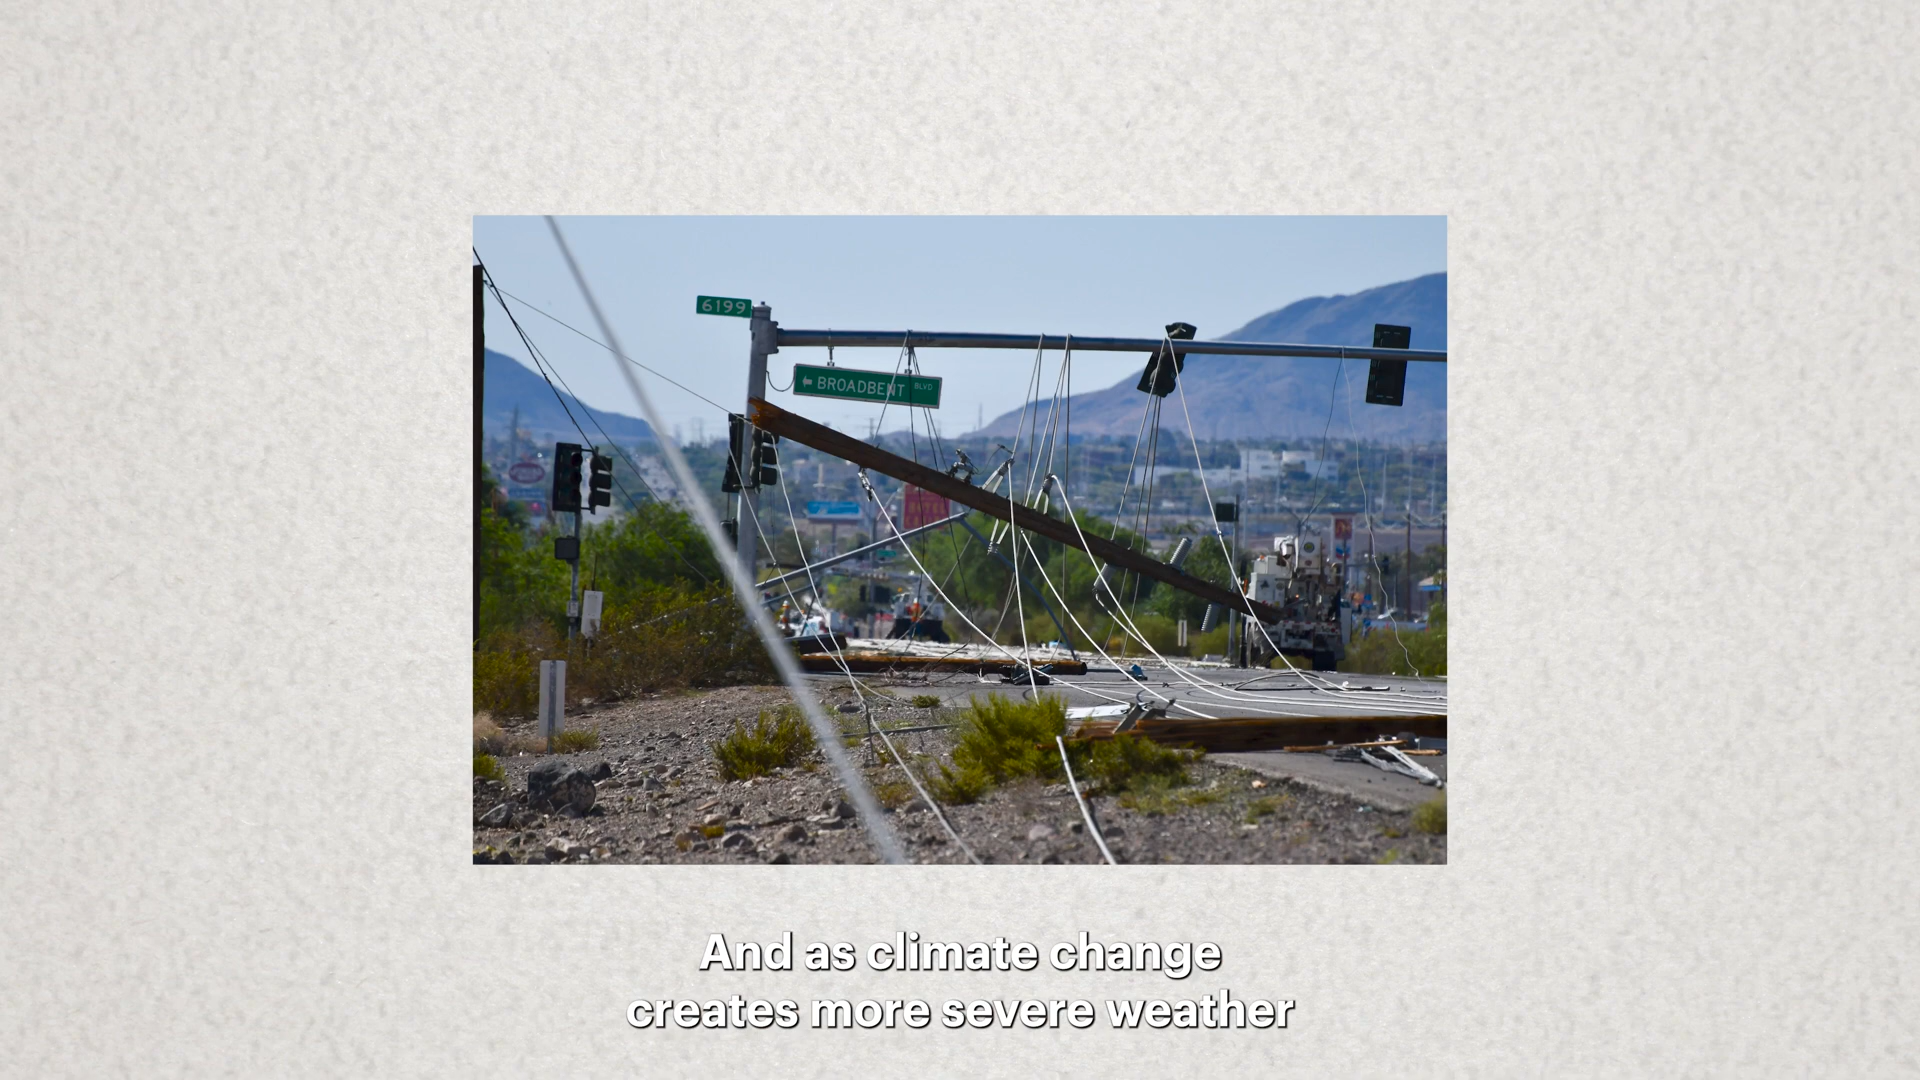 6199
BROADBENT BLVD
And as climate change
creates more severe weather